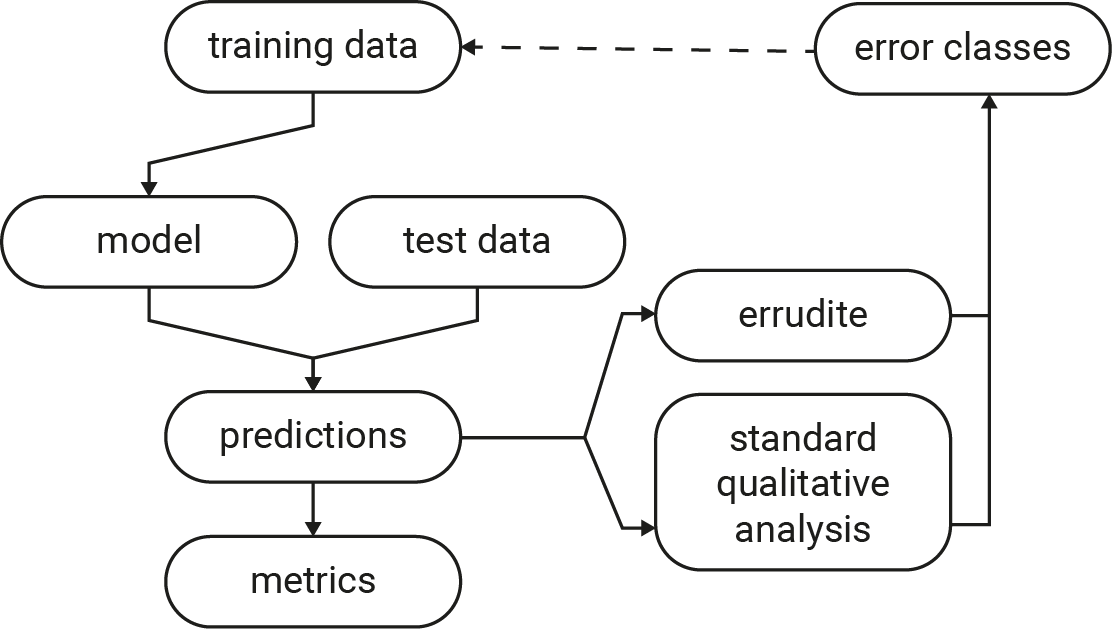 training data
error classes
model
test data
errudite
predictions
standard
qualitative
analysis
metrics